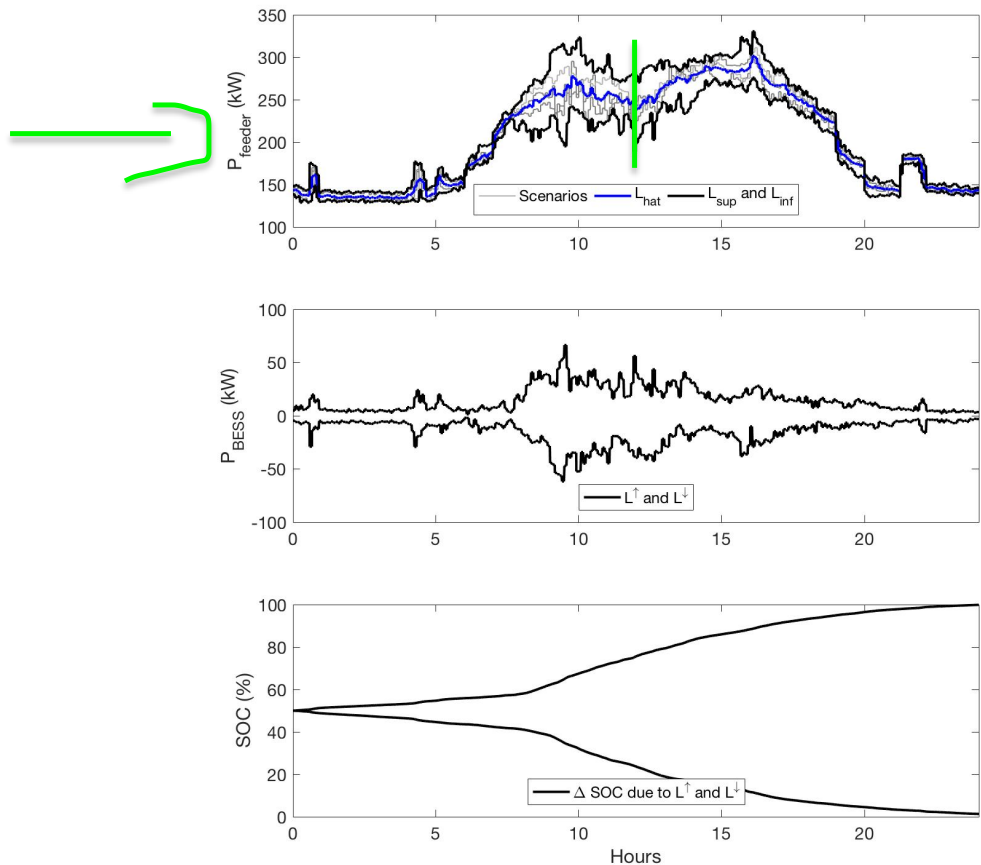 350
300
250
200
150
100
P_feeder (kW)
Scenarios L_hat L_sup and L_inf
0 5 10 15 20
100
50
0
-50
-100
P_BESS (kW)
L↑ and L↓
0 5 10 15 20
100
80
60
40
20
0
SOC (%)
Δ SOC due to L↑ and L↓
0 5 10 15 20
Hours